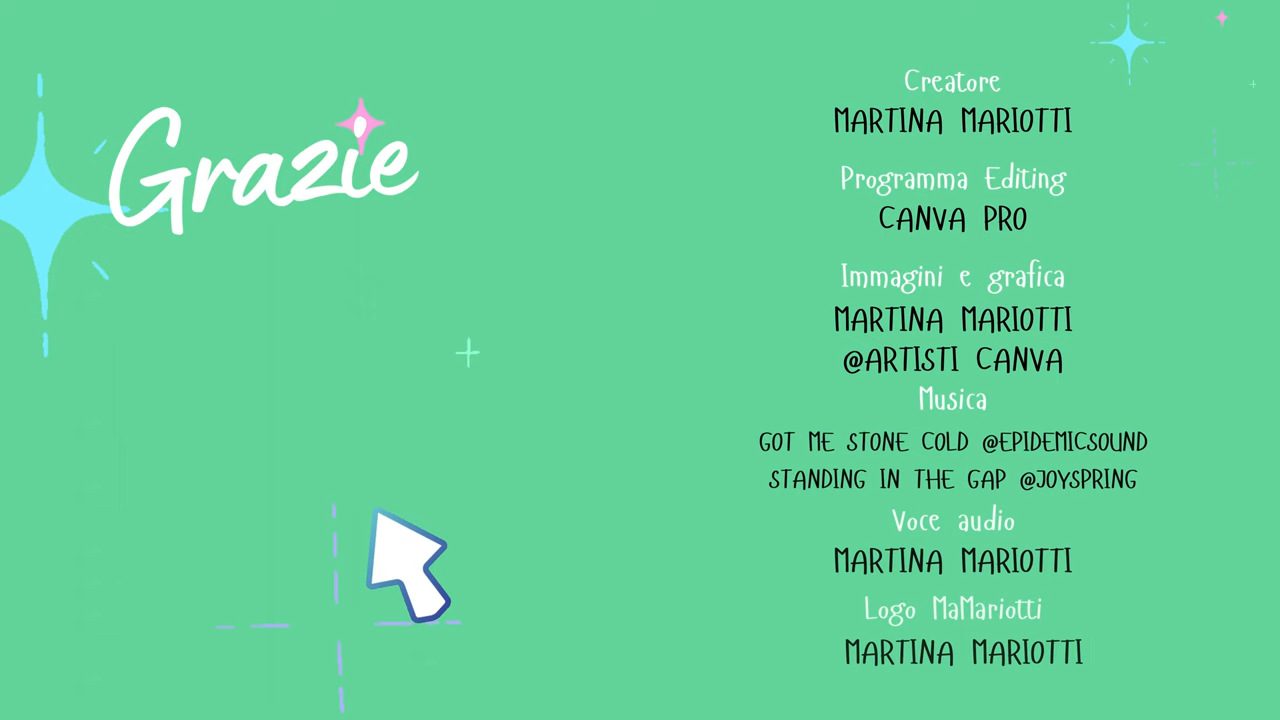 Grazie
Creatore
MARTINA MARIOTTI
Programma Editing
CANVA PRO
Immagini e grafica
MARTINA MARIOTTI
@ARTISTI CANVA
Musica
GOT ME STONE COLD @EPIDEMICSOUND
STANDING IN THE GAP @JOYSPRING
Voce audio
MARTINA MARIOTTI
Logo MaMariotti
MARTINA MARIOTTI